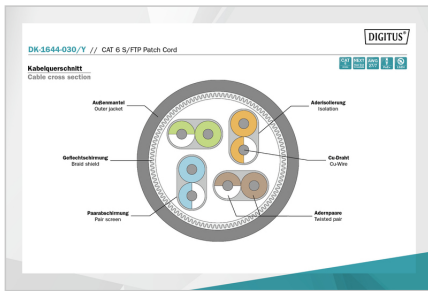 DIGITUS®
DK-1644-030/Y // CAT 6 S/FTP Patch Cord
Kabelquerschnitt
Cable cross section
Außenmantel
Outer jacket
Aderisolierung
Isolation
Geflechtschirmung
Braid shield
Cu-Draht
Cu-Wire
Paarabschirmung
Pair screen
Adernpaare
Twisted pair